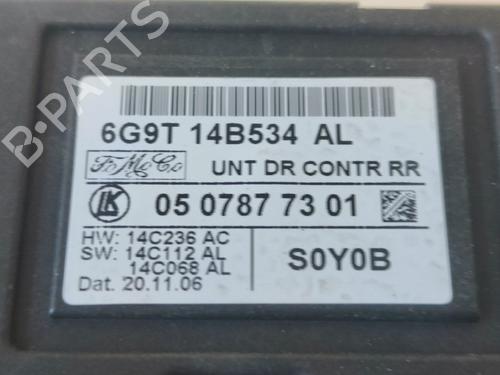 6G9T 14B534 AL
FoMoCo UNT DR CONTR RR
LK 05 0787 73 01
HW: 14C236 AC
SW: 14C112 AL
14C068 AL
S0Y0B
Dat. 20.11.06
B-PARTS